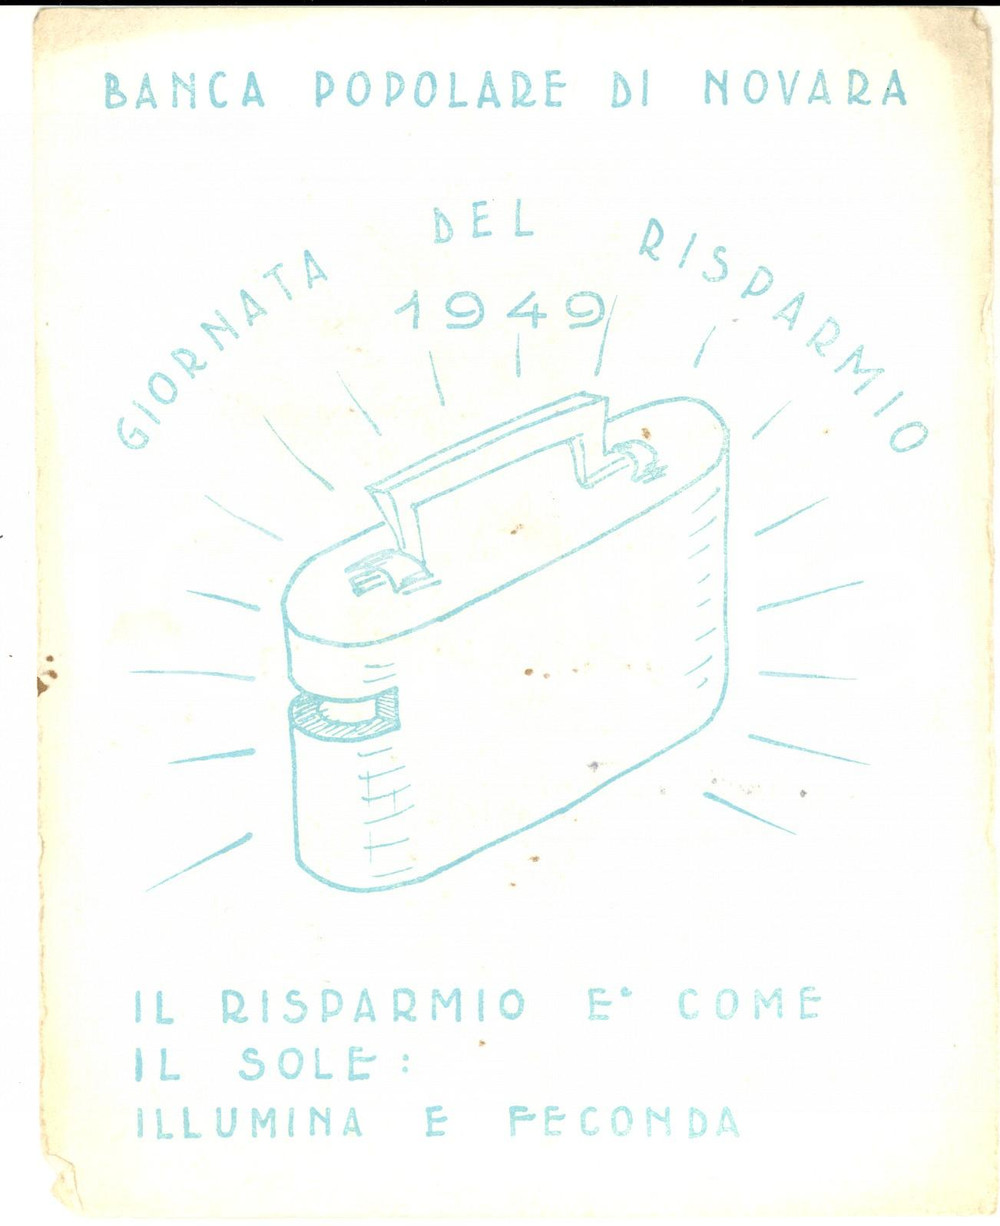 BANCA POPOLARE DI NOVARA
GIORNATA DEL RISPARMIO
1949
IL RISPARMIO E' COME
IL SOLE:
ILLUMINA E FECONDA